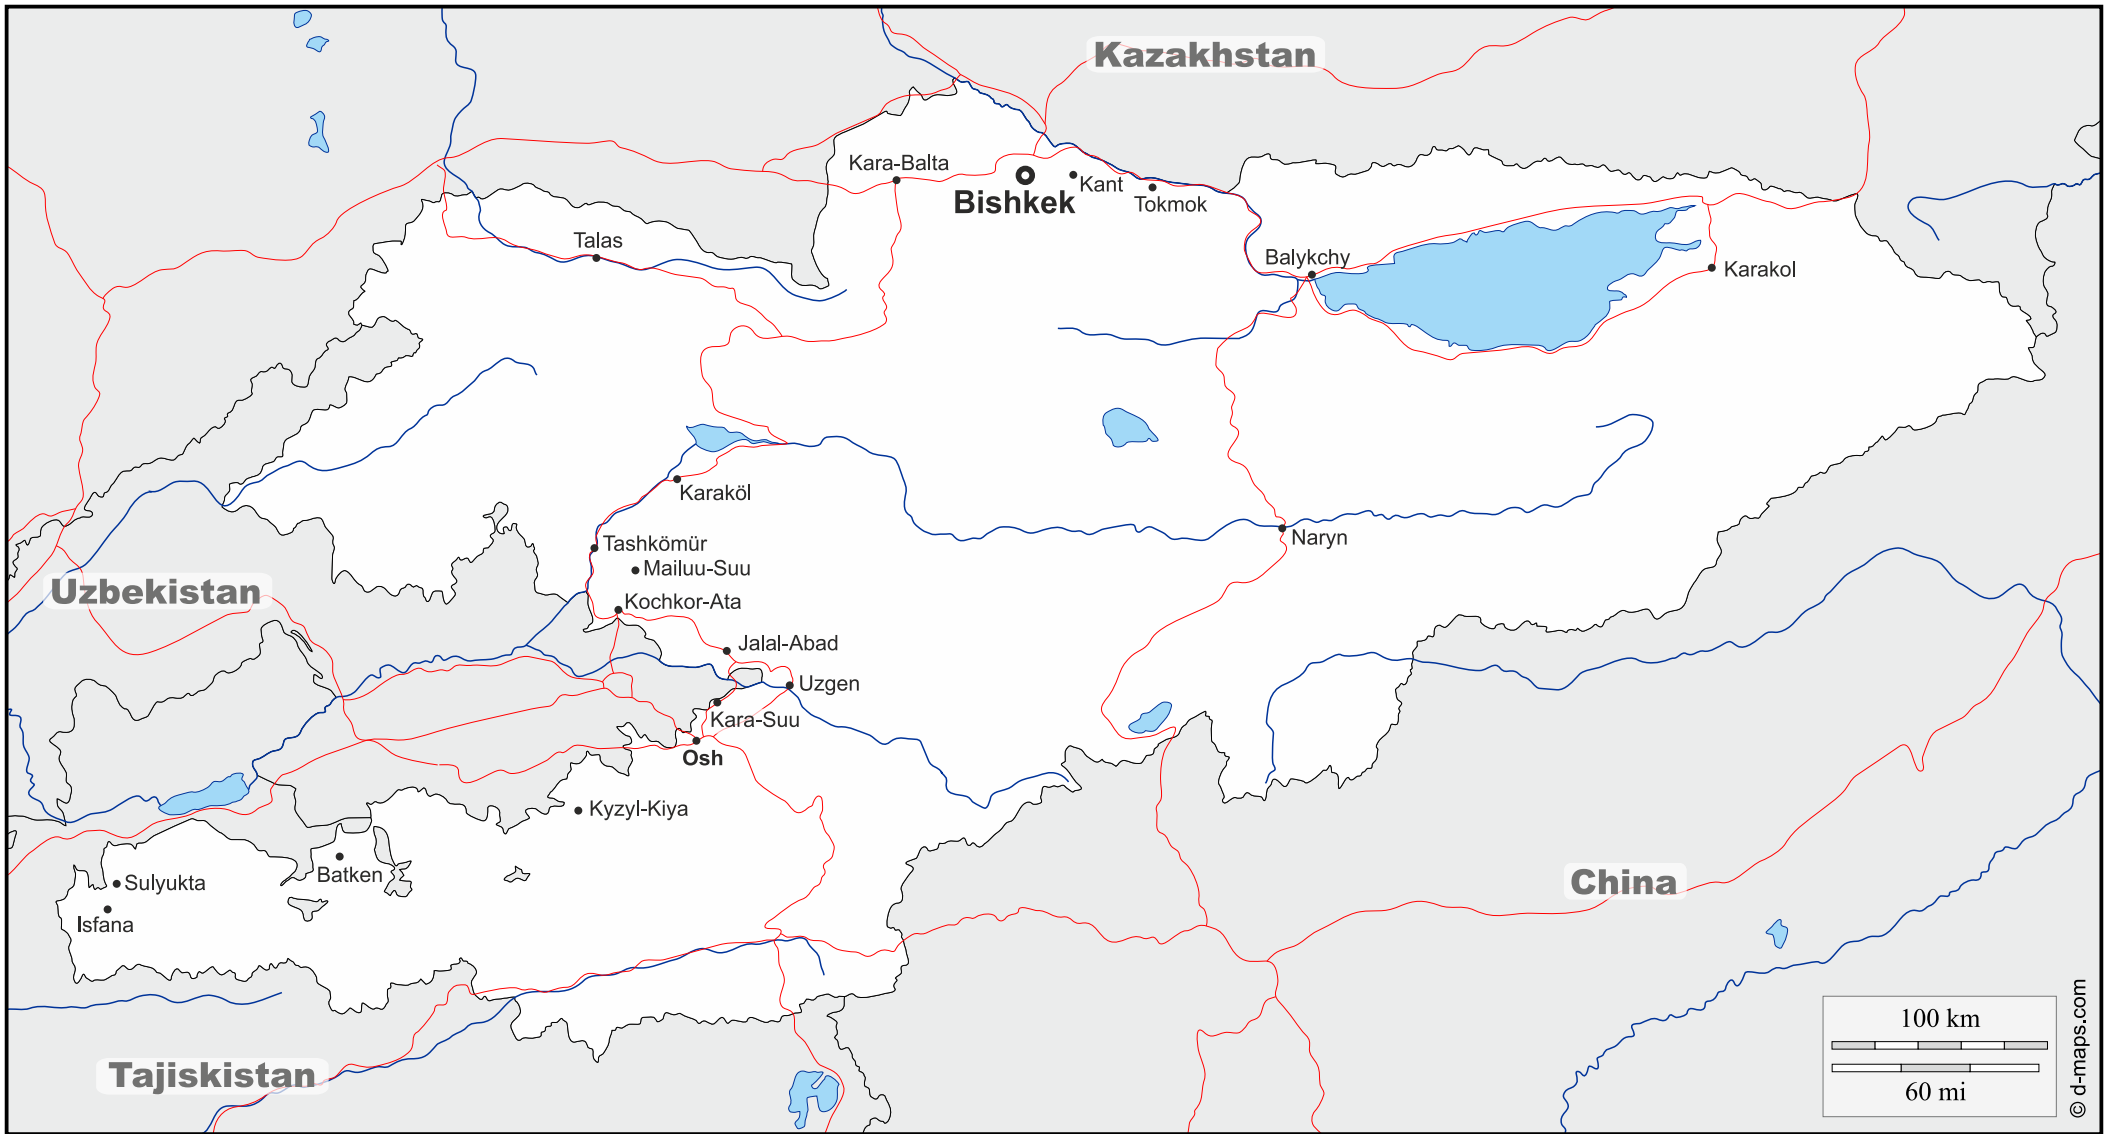 Kazakhstan
Kara-Balta
Bishkek
Kant
Tokmok
Talas
Balykchy
Karakol
Karaköl
Tashkömür
Mailuu-Suu
Naryn
Uzbekistan
Kochkor-Ata
Jalal-Abad
Uzgen
Kara-Suu
Osh
Kyzyl-Kiya
Batken
Sulyukta
Isfana
China
Tajiskistan
100 km
60 mi
© d-maps.com